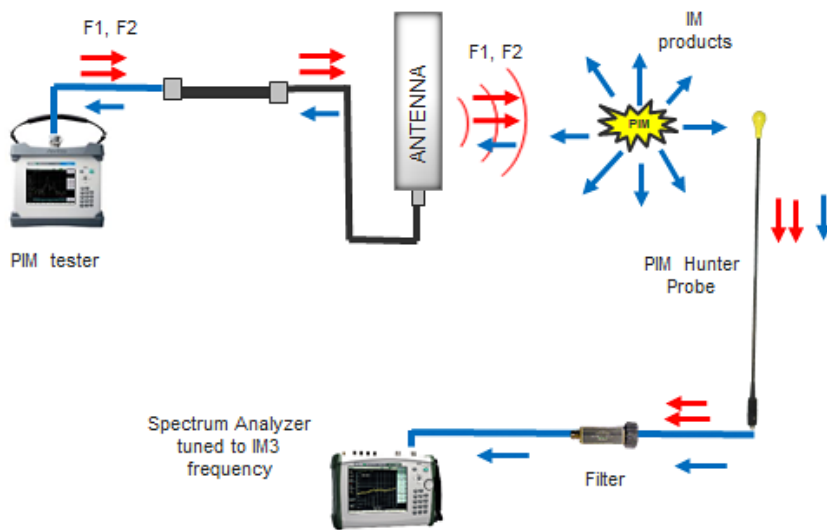 F1, F2
PIM tester
ANTENNA
F1, F2
IM
products
PIM
PIM Hunter
Probe
Spectrum Analyzer
tuned to IM3
frequency
Filter